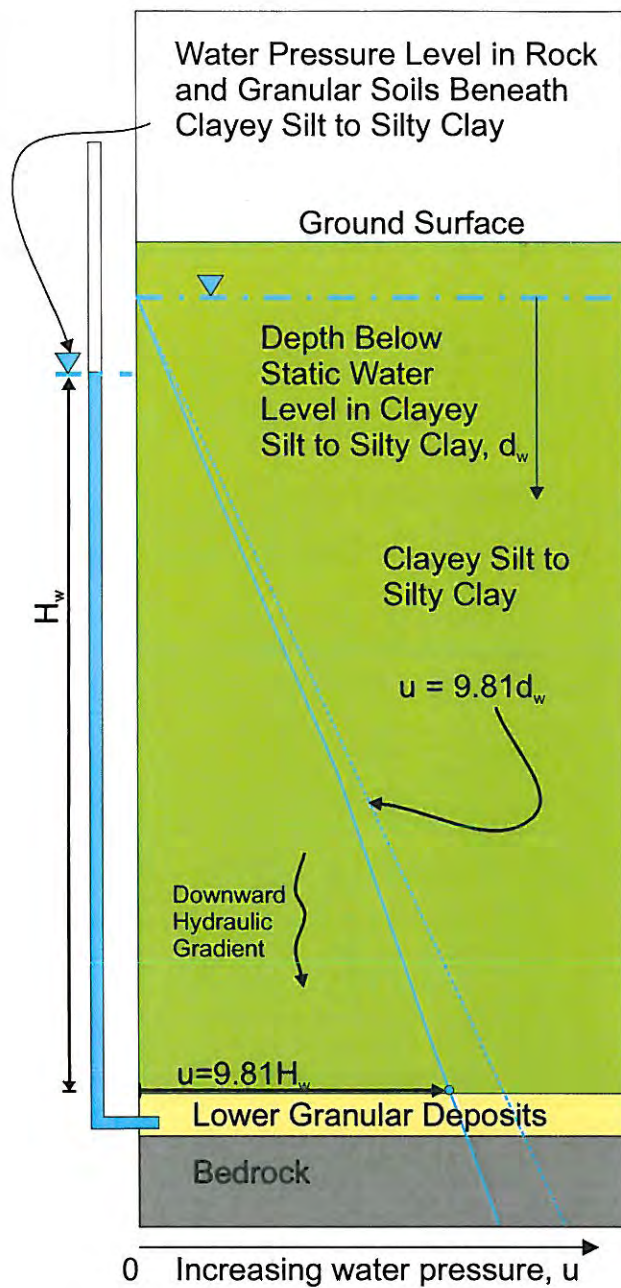 Water Pressure Level in Rock
and Granular Soils Beneath
Clayey Silt to Silty Clay
Ground Surface
Depth Below
Static Water
Level in Clayey
Silt to Silty Clay, dw
Clayey Silt to
Silty Clay
Hw
u = 9.81dw
Downward
Hydraulic
Gradient
u=9.81Hw
Lower Granular Deposits
Bedrock
0 Increasing water pressure, u